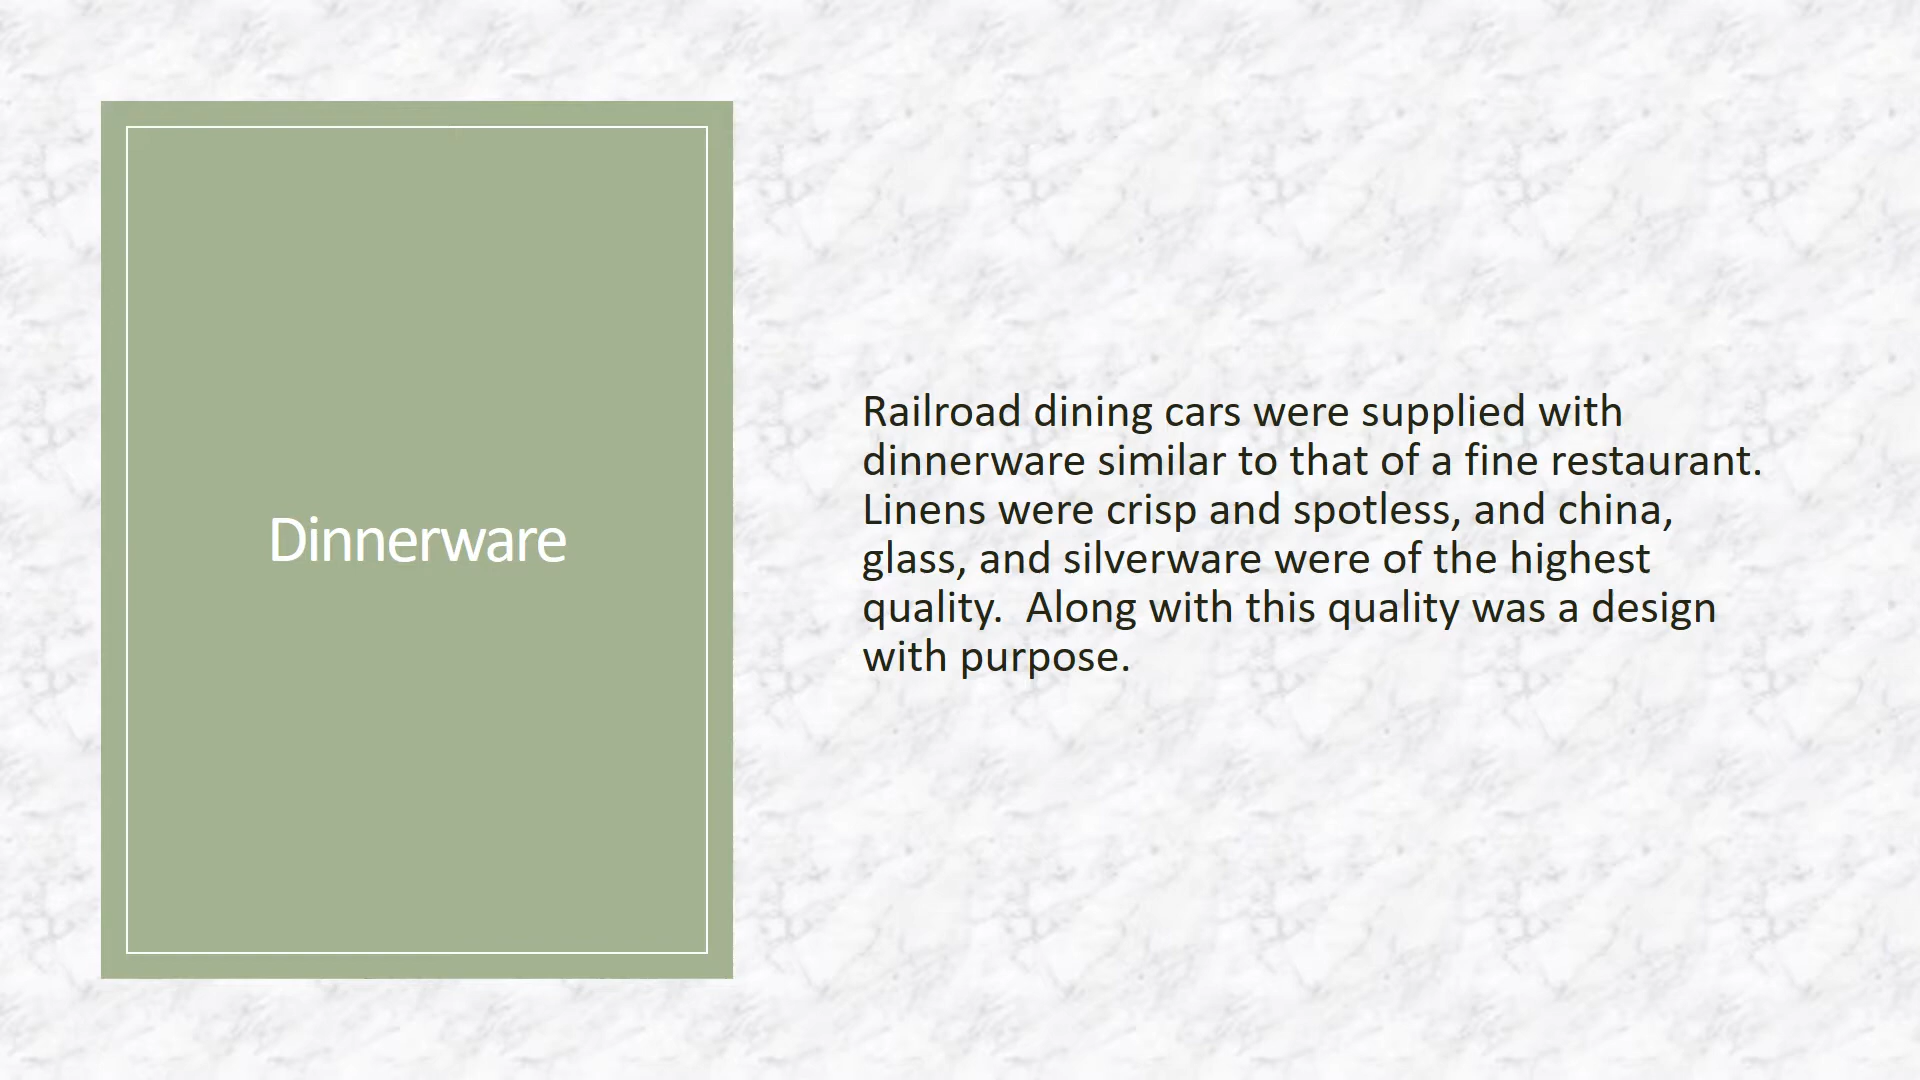 Dinnerware
Railroad dining cars were supplied with
dinnerware similar to that of a fine restaurant.
Linens were crisp and spotless, and china,
glass, and silverware were of the highest
quality.  Along with this quality was a design
with purpose.